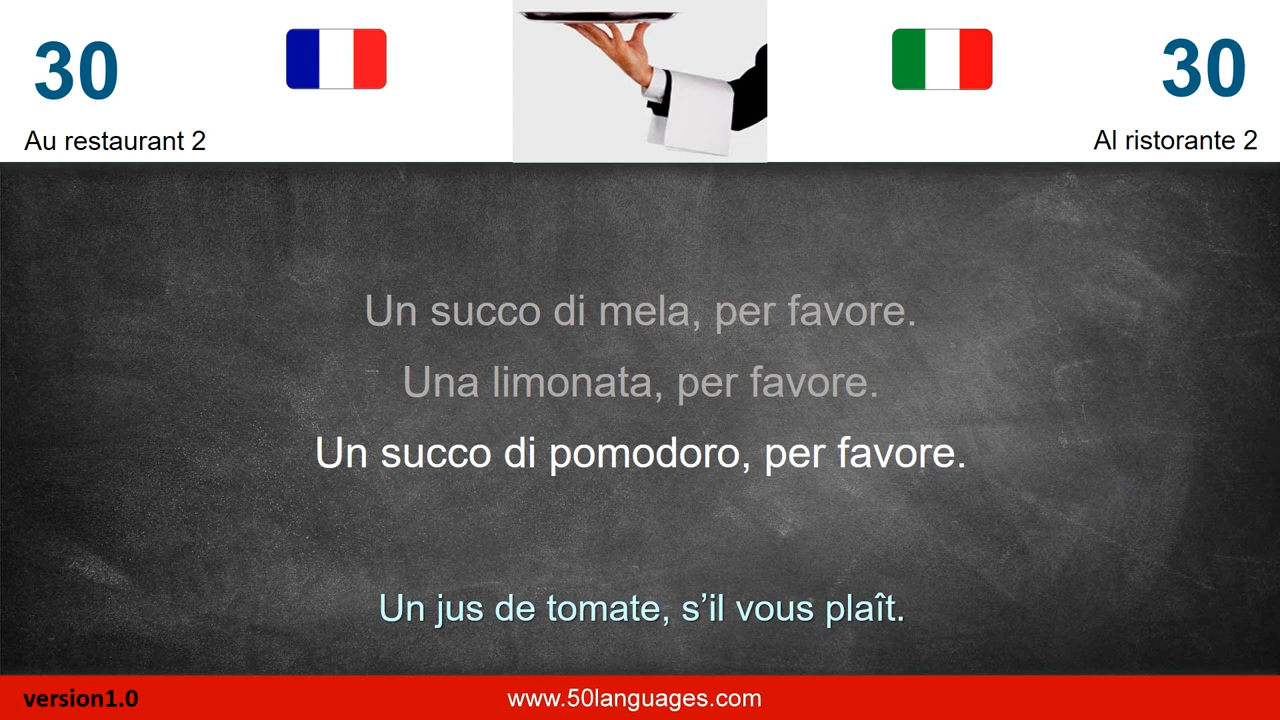 30
30
Au restaurant 2
Al ristorante 2
Un succo di mela, per favore.
Una limonata, per favore.
Un succo di pomodoro, per favore.
Un jus de tomate, s’il vous plaît.
version1.0
www.50languages.com